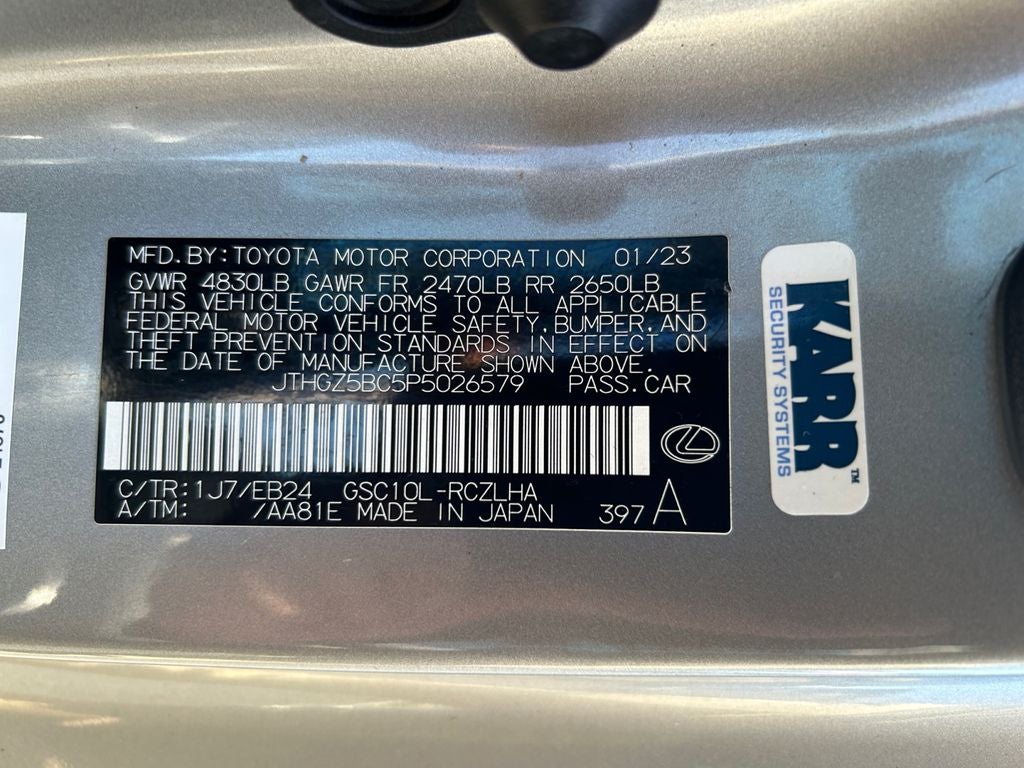 MFD.BY:TOYOTA MOTOR CORPORATION 01/23
GVWR 4830LB GAWR FR 2470LB RR 2650LB
THIS VEHICLE CONFORMS TO ALL APPLICABLE
FEDERAL MOTOR VEHICLE SAFETY,BUMPER,AND
THEFT PREVENTION STANDARDS IN EFFECT ON
THE DATE OF MANUFACTURE SHOWN ABOVE.
JTHGZ5BC5P5026579 PASS.CAR
C/TR:1J7/EB24 GSC10L-RCZLHA
A/TM: /AA81E MADE IN JAPAN 397 A
KARR™
SECURITY SYSTEMS